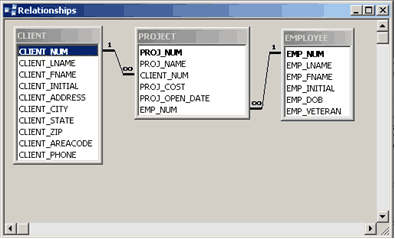 Relationships
CLIENT
CLIENT_NUM
CLIENT_LNAME
CLIENT_FNAME
CLIENT_INITIAL
CLIENT_ADDRESS
CLIENT_CITY
CLIENT_STATE
CLIENT_ZIP
CLIENT_AREACODE
CLIENT_PHONE
1
∞
PROJECT
PROJ_NUM
PROJ_NAME
CLIENT_NUM
PROJ_COST
PROJ_OPEN_DATE
EMP_NUM
∞
1
EMPLOYEE
EMP_NUM
EMP_LNAME
EMP_FNAME
EMP_INITIAL
EMP_DOB
EMP_VETERAN